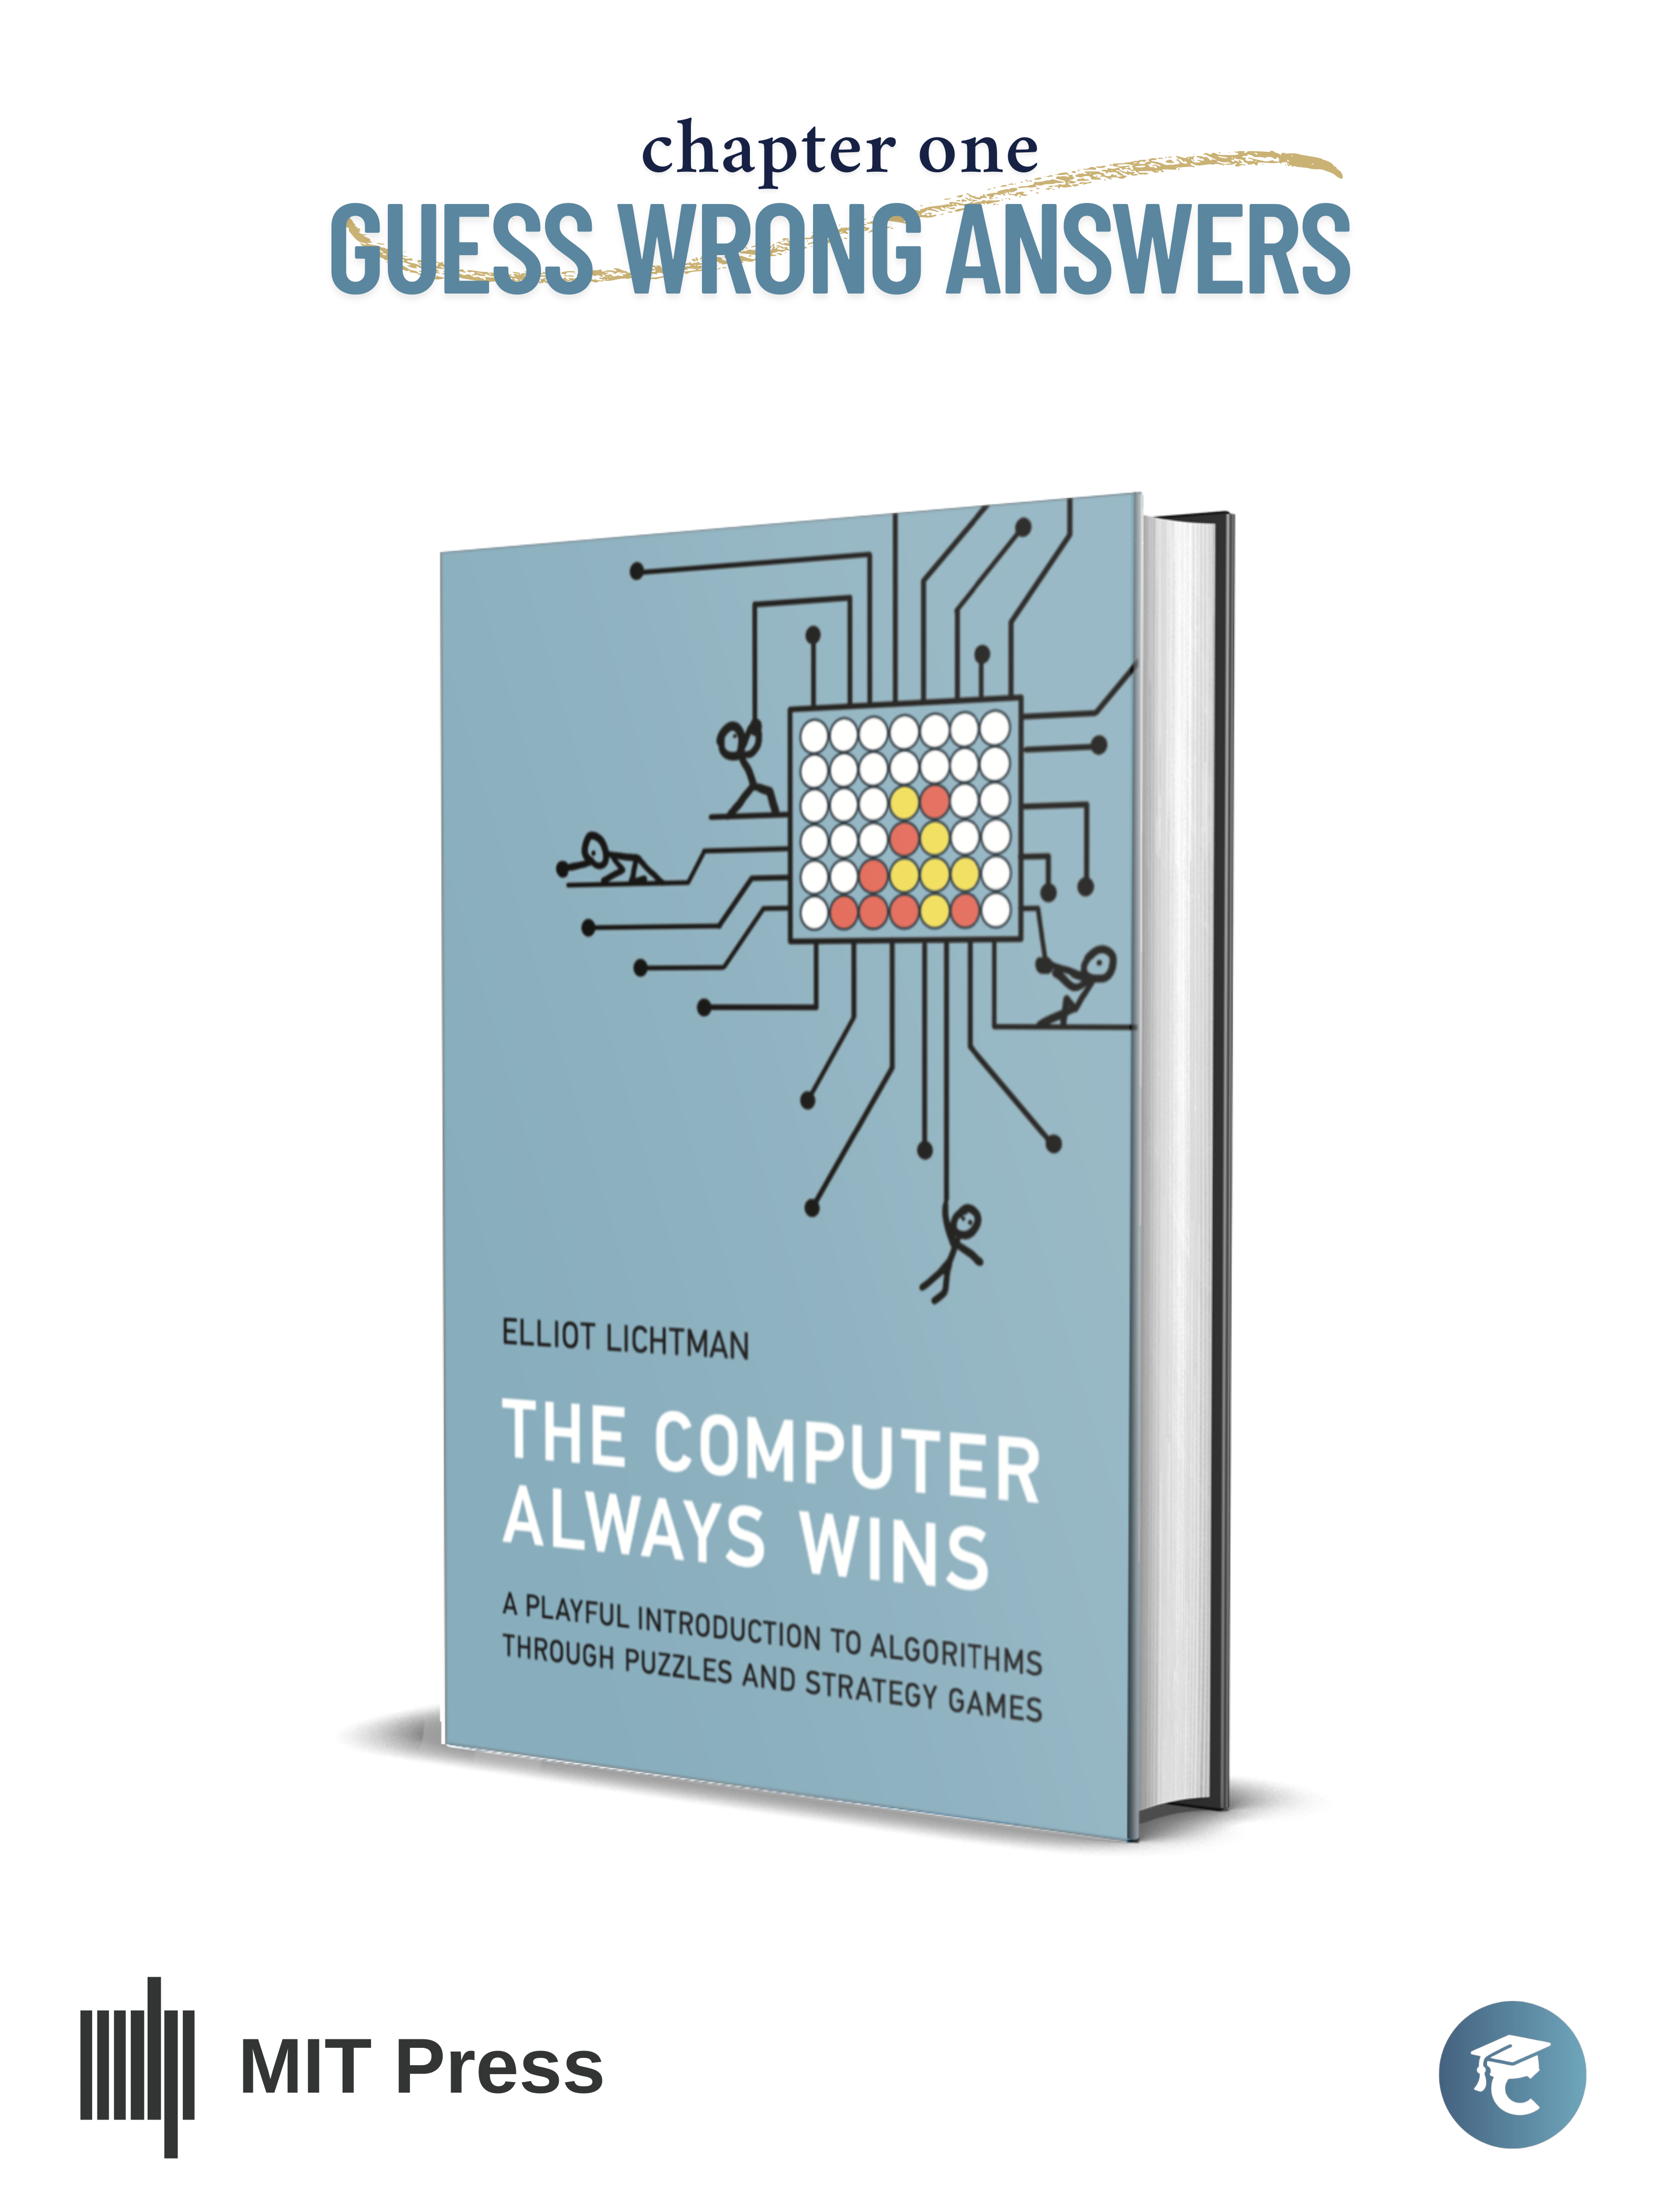 chapter one
GUESS WRONG ANSWERS
ELLIOT LICHTMAN
THE COMPUTER
ALWAYS WINS
A PLAYFUL INTRODUCTION TO ALGORITHMS
THROUGH PUZZLES AND STRATEGY GAMES
MIT Press